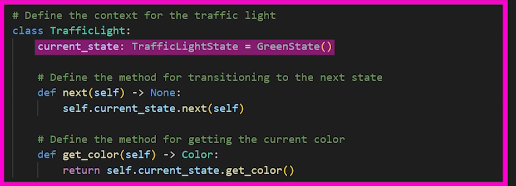 # Define the context for the traffic light
class TrafficLight:
current_state: TrafficLightState = GreenState()
# Define the method for transitioning to the next state
def next(self) -> None:
self.current_state.next(self)
# Define the method for getting the current color
def get_color(self) -> Color:
return self.current_state.get_color()